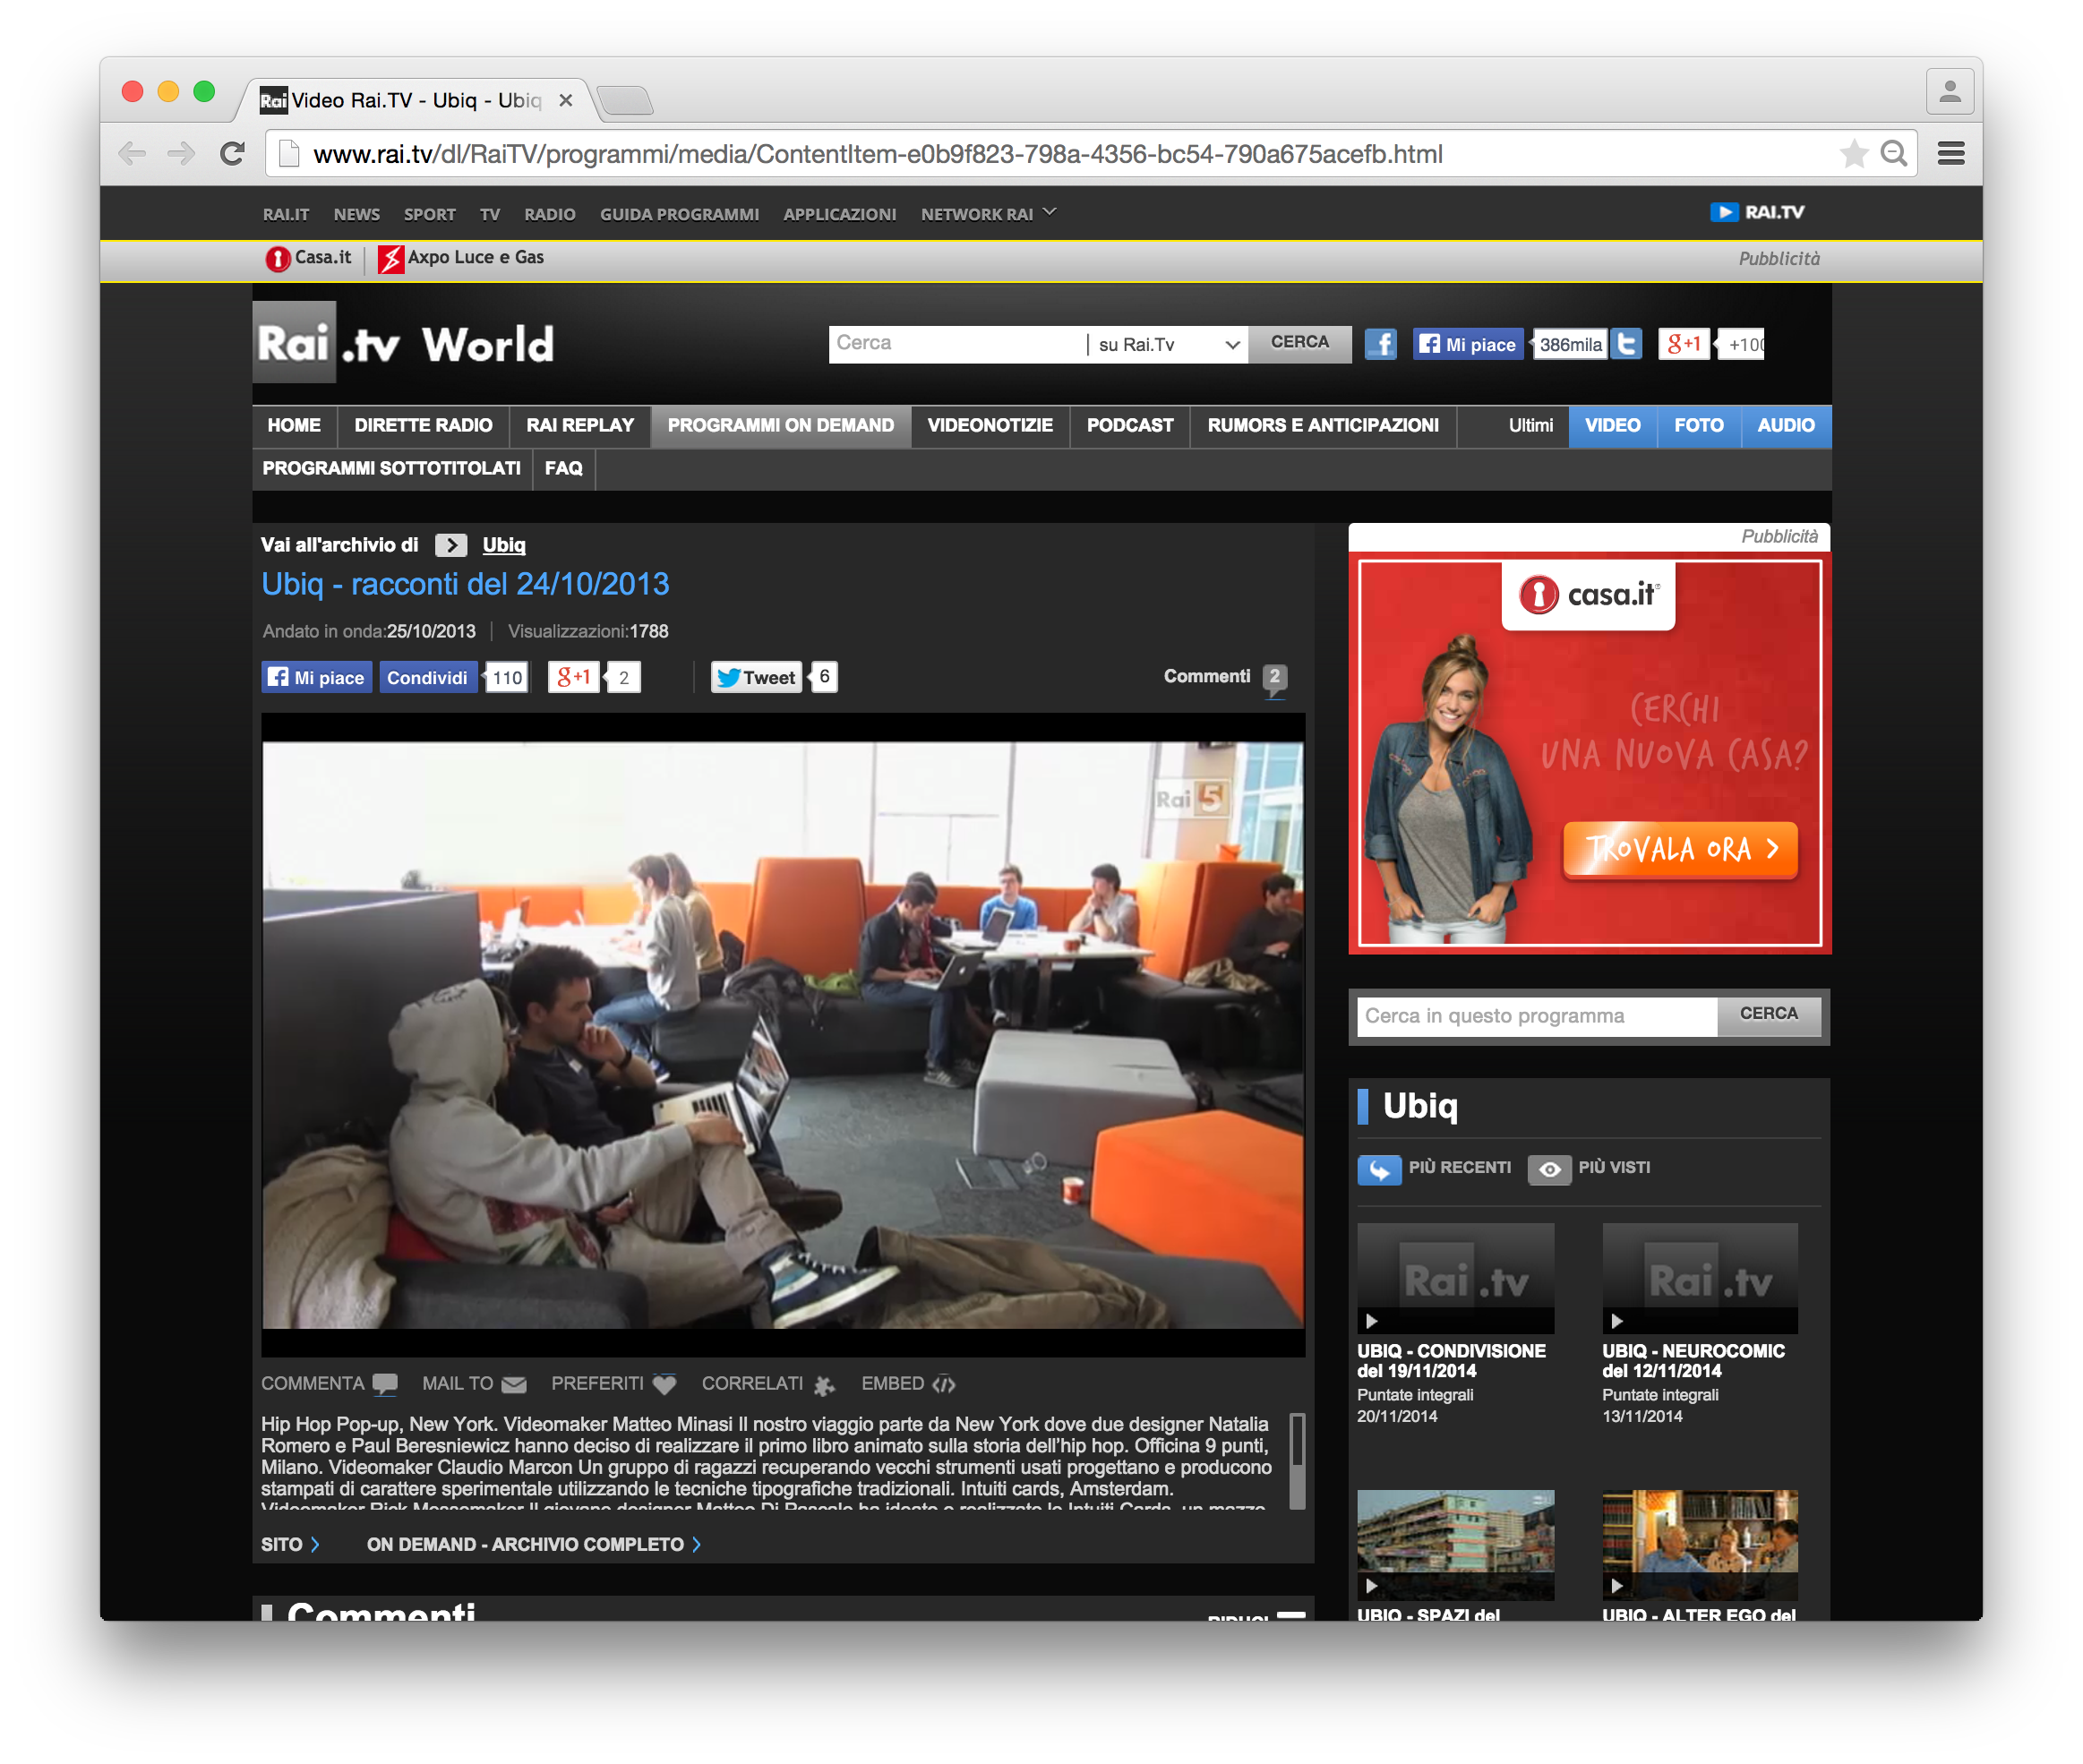 Rai Video Rai.TV - Ubiq - Ubiq
www.rai.tv/dl/RaiTV/programmi/media/ContentItem-e0b9f823-798a-4356-bc54-790a675acefb.html
RAI.IT NEWS SPORT TV RADIO GUIDA PROGRAMMI APPLICAZIONI NETWORK RAI RAI.TV
Casa.it Axpo Luce e Gas Pubblicità
Rai.tv World
Cerca su Rai.Tv CERCA Mi piace 386mila g+1 +100
HOME DIRETTE RADIO RAI REPLAY PROGRAMMI ON DEMAND VIDEONOTIZIE PODCAST RUMORS E ANTICIPAZIONI Ultimi VIDEO FOTO AUDIO
PROGRAMMI SOTTOTITOLATI FAQ
Vai all'archivio di Ubiq
Ubiq - racconti del 24/10/2013
Andato in onda:25/10/2013 Visualizzazioni:1788
Mi piace Condividi 110 g+1 2 Tweet 6 Commenti 2
Rai 5
COMMENTA MAIL TO PREFERITI CORRELATI EMBED
Hip Hop Pop-up, New York. Videomaker Matteo Minasi Il nostro viaggio parte da New York dove due designer Natalia
Romero e Paul Beresniewicz hanno deciso di realizzare il primo libro animato sulla storia dell'hip hop. Officina 9 punti,
Milano. Videomaker Claudio Marcon Un gruppo di ragazzi recuperando vecchi strumenti usati progettano e producono
stampati di carattere sperimentale utilizzando le tecniche tipografiche tradizionali. Intuiti cards, Amsterdam.
SITO ON DEMAND - ARCHIVIO COMPLETO
Commenti
Pubblicità
casa.it
CERCHI
UNA NUOVA CASA?
TROVALA ORA
Cerca in questo programma CERCA
Ubiq
PIÙ RECENTI PIÙ VISTI
Rai.tv
UBIQ - CONDIVISIONE
del 19/11/2014
Puntate integrali
20/11/2014
Rai.tv
UBIQ - NEUROCOMIC
del 12/11/2014
Puntate integrali
13/11/2014
UBIQ - SPAZI del
UBIQ - ALTER EGO del